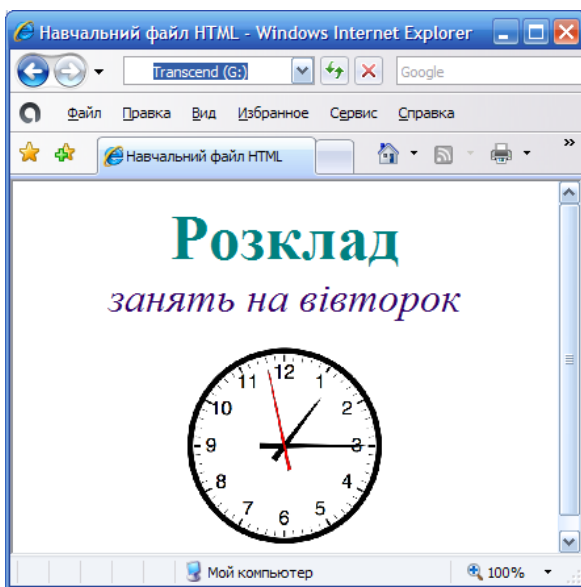 Навчальний файл HTML - Windows Internet Explorer
Transcend (G:) Google
Файл Правка Вид Избранное Сервис Справка
Навчальний файл HTML »
Розклад
занять на вівторок
12
11 1
10 2
9 3
8 4
7 5
6
Мой компьютер 100%